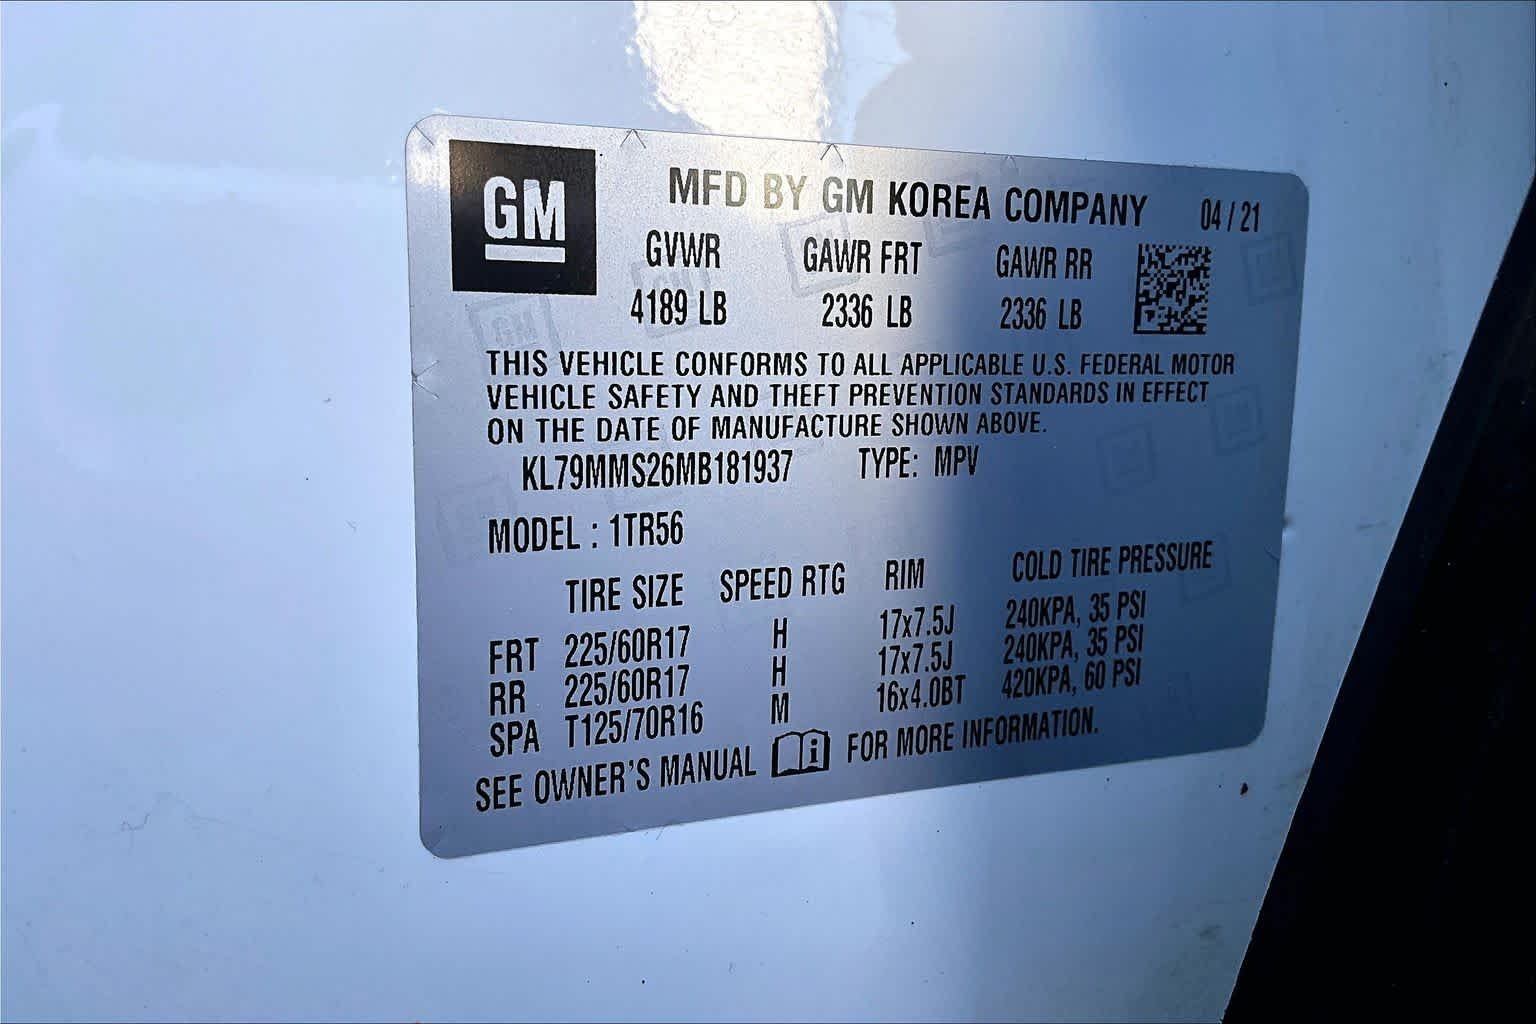 GM
MFD BY GM KOREA COMPANY 04 / 21
GVWR GAWR FRT GAWR RR
4189 LB 2336 LB 2336 LB
THIS VEHICLE CONFORMS TO ALL APPLICABLE U.S. FEDERAL MOTOR
VEHICLE SAFETY AND THEFT PREVENTION STANDARDS IN EFFECT
ON THE DATE OF MANUFACTURE SHOWN ABOVE.
KL79MMS26MB181937 TYPE: MPV
MODEL : 1TR56
TIRE SIZE SPEED RTG RIM COLD TIRE PRESSURE
FRT 225/60R17 H 17x7.5J 240KPA, 35 PSI
RR 225/60R17 H 17x7.5J 240KPA, 35 PSI
SPA T125/70R16 M 16x4.0BT 420KPA, 60 PSI
SEE OWNER'S MANUAL i FOR MORE INFORMATION.